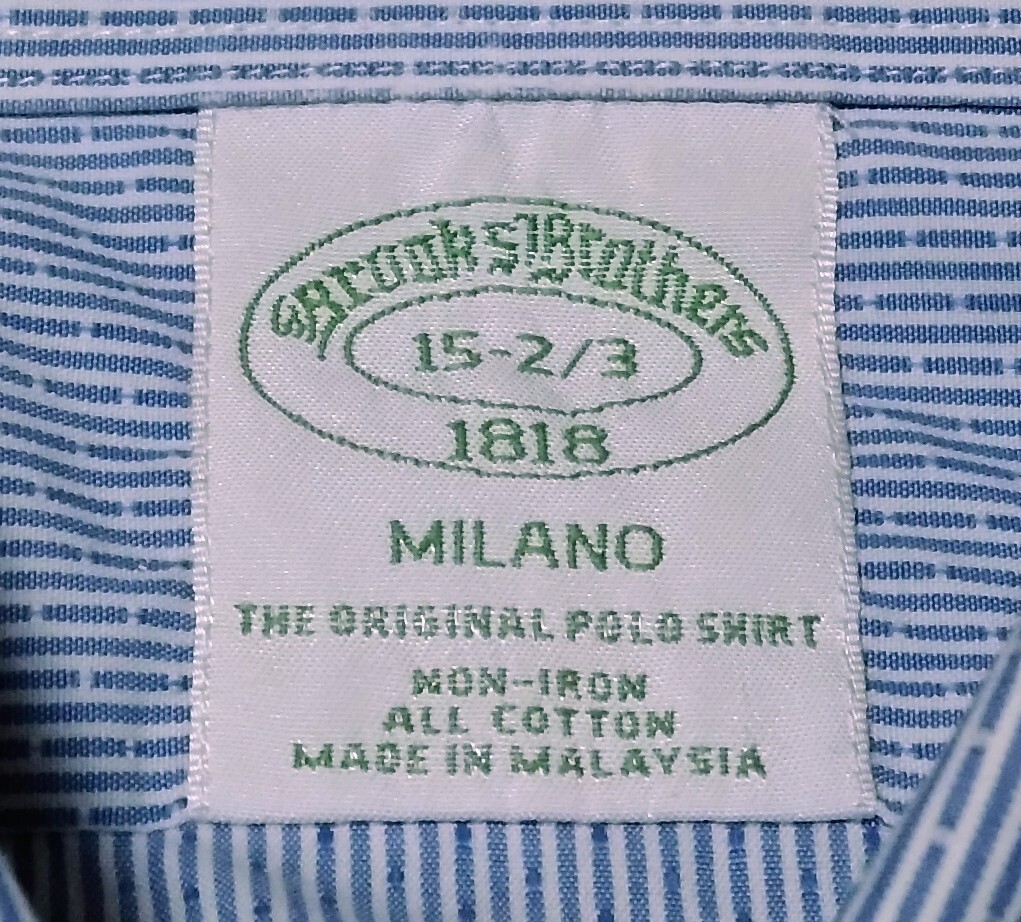 Brooks Brothers
15-2/3
1818
MILANO
THE ORIGINAL POLO SHIRT
NON-IRON
ALL COTTON
MADE IN MALAYSIA